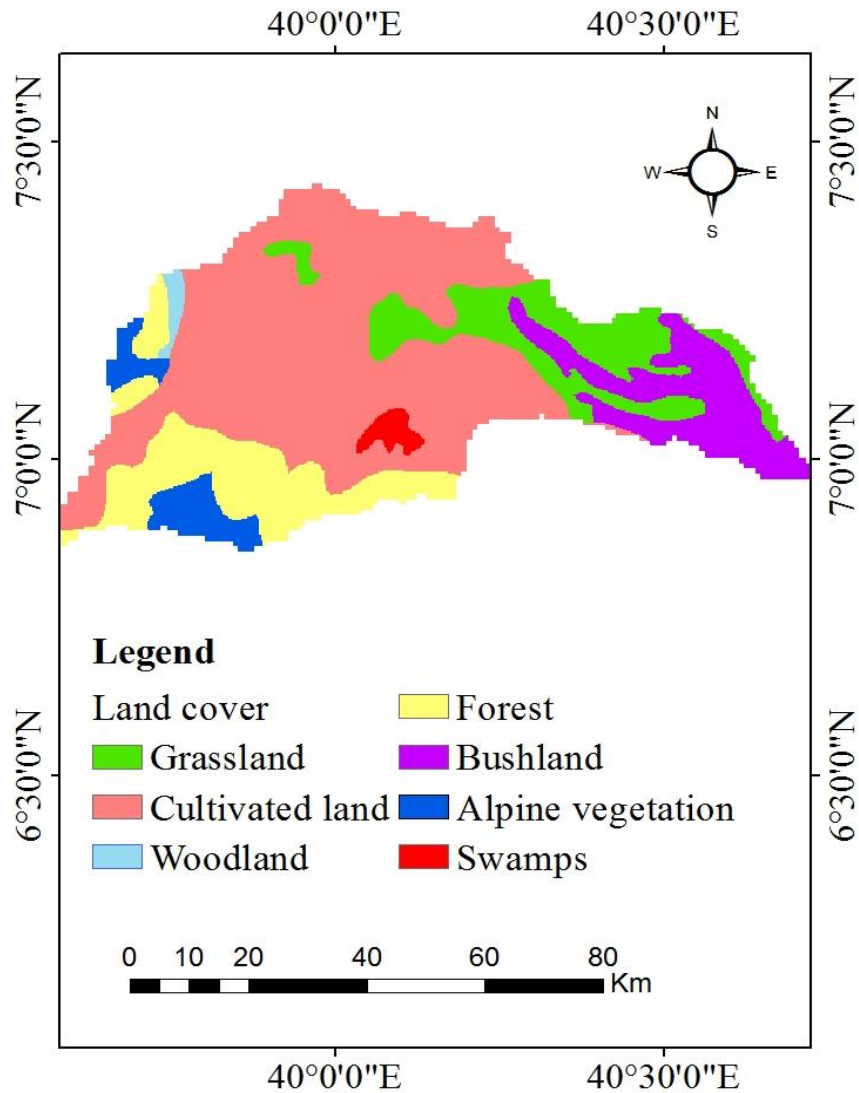 40°0'0"E 40°30'0"E
7°30'0"N
7°30'0"N
N
W E
S
7°0'0"N
7°0'0"N
Legend
Land cover
Forest
Grassland
Bushland
Cultivated land
Alpine vegetation
Woodland
Swamps
6°30'0"N
6°30'0"N
0 10 20 40 60 80
Km
40°0'0"E 40°30'0"E